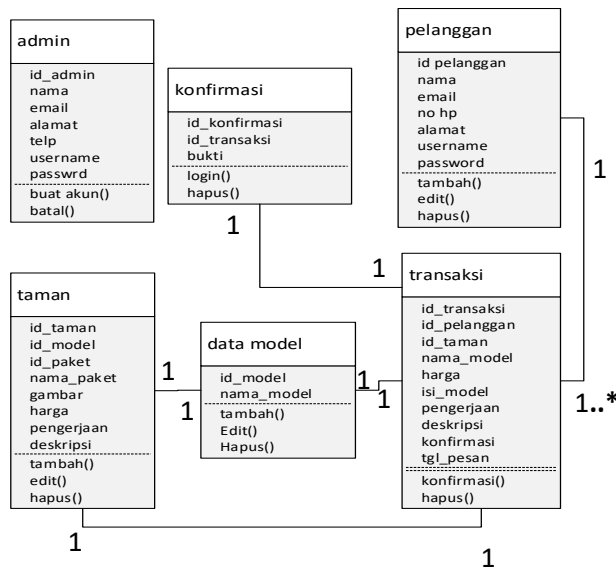 admin
id_admin
nama
email
alamat
telp
username
passwrd
buat akun()
batal()
konfirmasi
id_konfirmasi
id_transaksi
bukti
login()
hapus()
pelanggan
id pelanggan
nama
email
no hp
alamat
username
password
tambah()
edit()
hapus()
1
1
1
taman
id_taman
id_model
id_paket
nama_paket
gambar
harga
pengerjaan
deskripsi
tambah()
edit()
hapus()
1
1
data model
id_model
nama_model
tambah()
Edit()
Hapus()
1
1
transaksi
id_transaksi
id_pelanggan
id_taman
nama_model
harga
isi_model
pengerjaan
deskripsi
konfirmasi
tgl_pesan
konfirmasi()
hapus()
1..*
1
1